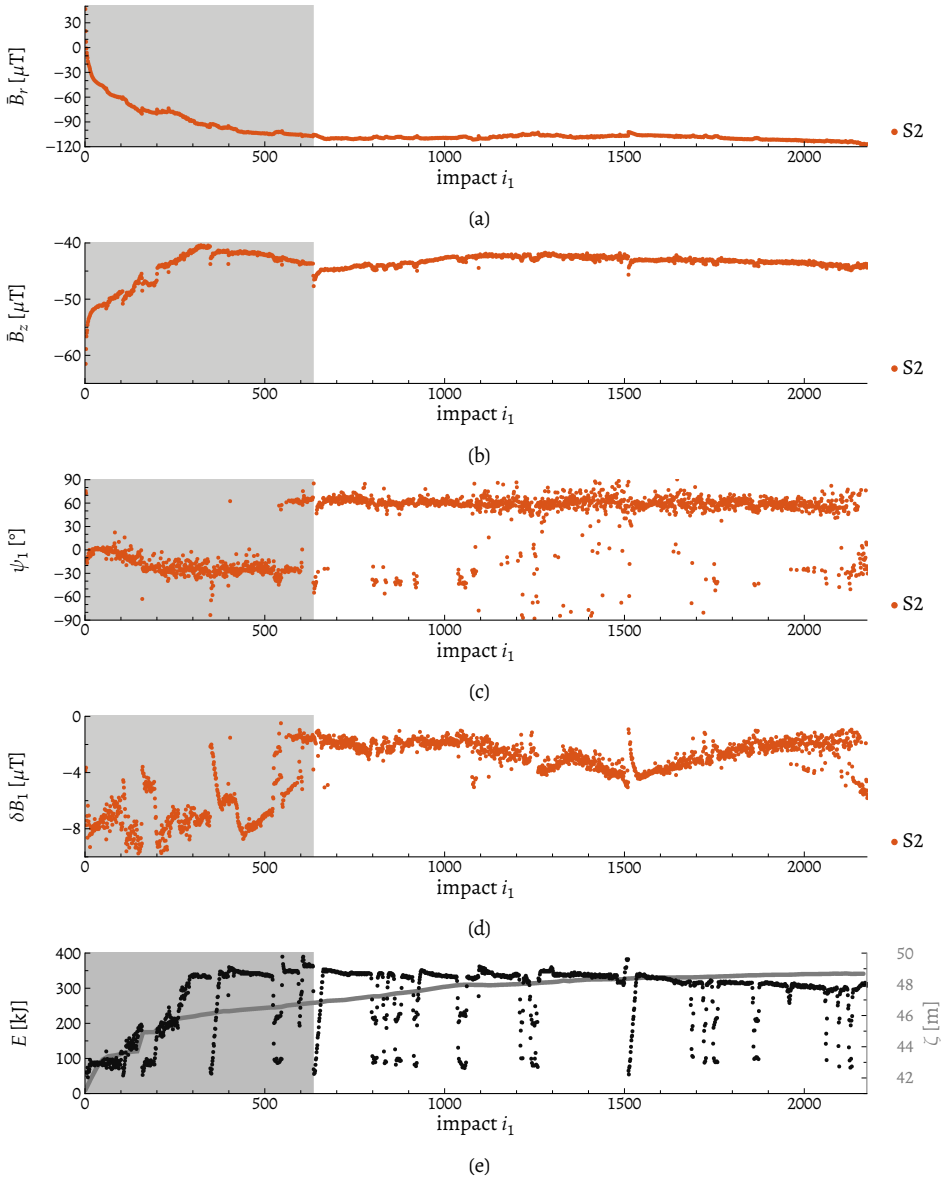 30
0
−30
−60
−90
−120
B̄r [μT]
0 500 1000 1500 2000
impact i1
S2
(a)
−40
−50
−60
B̄z [μT]
0 500 1000 1500 2000
impact i1
S2
(b)
90
60
30
0
−30
−60
−90
ψ1 [°]
0 500 1000 1500 2000
impact i1
S2
(c)
0
−4
−8
δB1 [μT]
0 500 1000 1500 2000
impact i1
S2
(d)
400
300
200
100
0
E [kJ]
50
48
46
44
42
ζ [m]
0 500 1000 1500 2000
impact i1
(e)